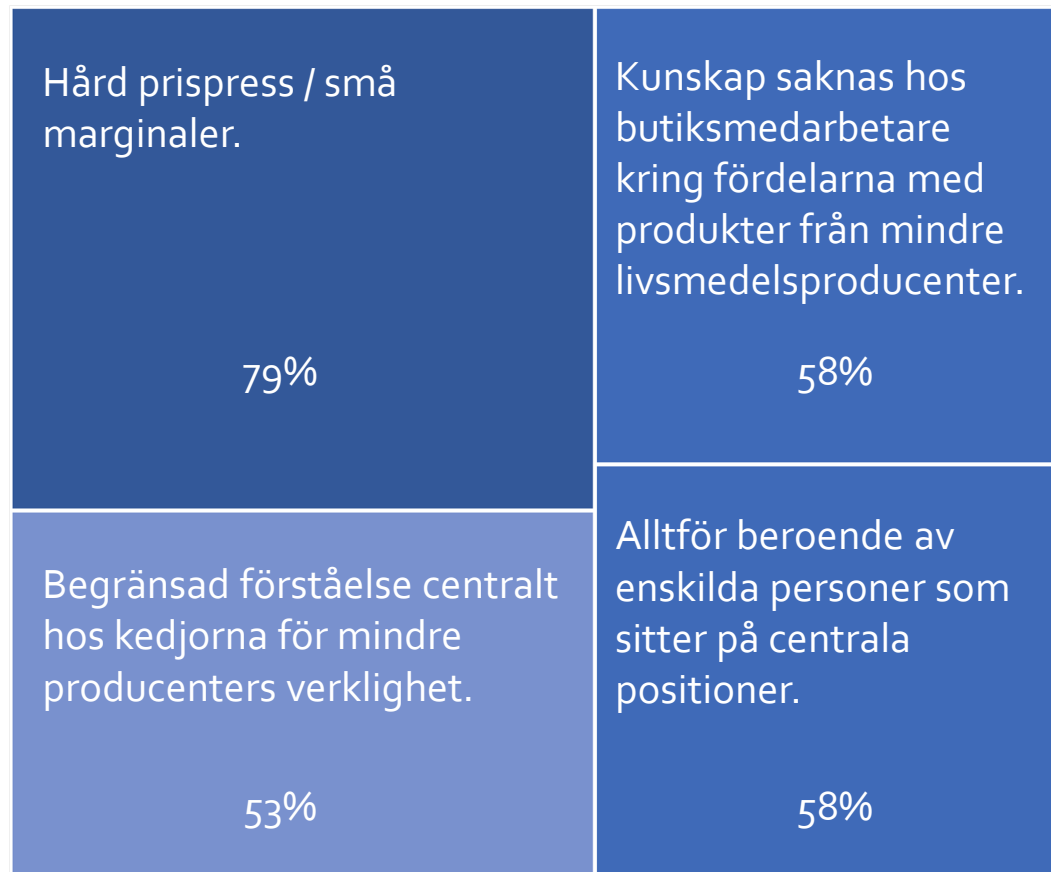 Hård prispress / små
marginaler.
79%
Kunskap saknas hos
butiksmedarbetare
kring fördelarna med
produkter från mindre
livsmedelsproducenter.
58%
Begränsad förståelse centralt
hos kedjorna för mindre
producenters verklighet.
53%
Alltför beroende av
enskilda personer som
sitter på centrala
positioner.
58%